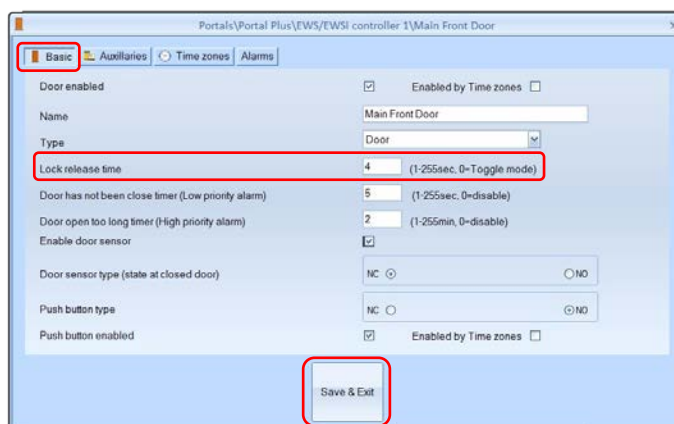 Portals\Portal Plus\EWS/EWSI controller 1\Main Front Door
Basic Auxillaries Time zones Alarms
Door enabled Enabled by Time zones
Name Main Front Door
Type Door
Lock release time 4 (1-255sec, 0=Toggle mode)
Door has not been close timer (Low priority alarm) 5 (1-255sec, 0=disable)
Door open too long timer (High priority alarm) 2 (1-255min, 0=disable)
Enable door sensor
Door sensor type (state at closed door) NC NO
Push button type NC NO
Push button enabled Enabled by Time zones
Save & Exit